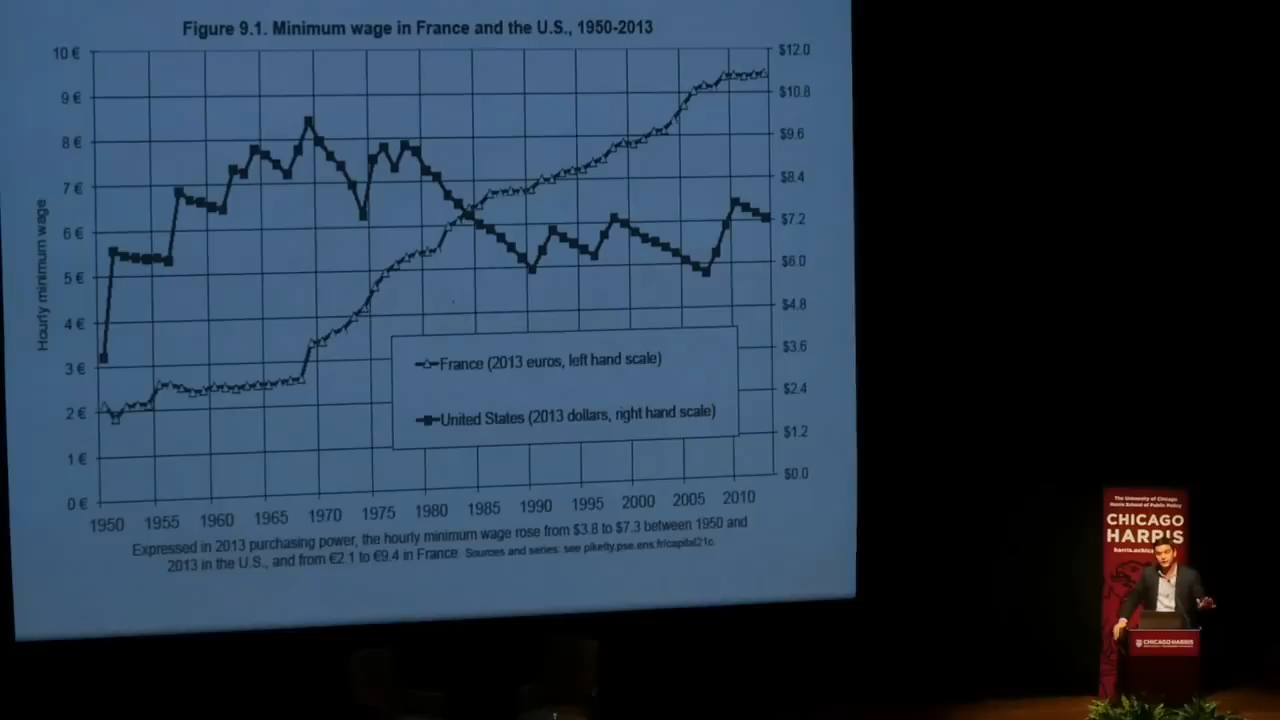 Figure 9.1. Minimum wage in France and the U.S., 1950-2013
10 €
9 €
8 €
7 €
6 €
5 €
4 €
3 €
2 €
1 €
0 €
Hourly minimum wage
$12.0
$10.8
$9.6
$8.4
$7.2
$6.0
$4.8
$3.6
$2.4
$1.2
$0.0
France (2013 euros, left hand scale)
United States (2013 dollars, right hand scale)
1950 1955 1960 1965 1970 1975 1980 1985 1990 1995 2000 2005 2010
Expressed in 2013 purchasing power, the hourly minimum wage rose from $3.8 to $7.3 between 1950 and
2013 in the U.S., and from €2.1 to €9.4 in France. Sources and series: see piketty.pse.ens.fr/capital21c.
The University of Chicago
Harris School of Public Policy
CHICAGO
HARRIS
harris.uchica
CHICAGO HARRIS